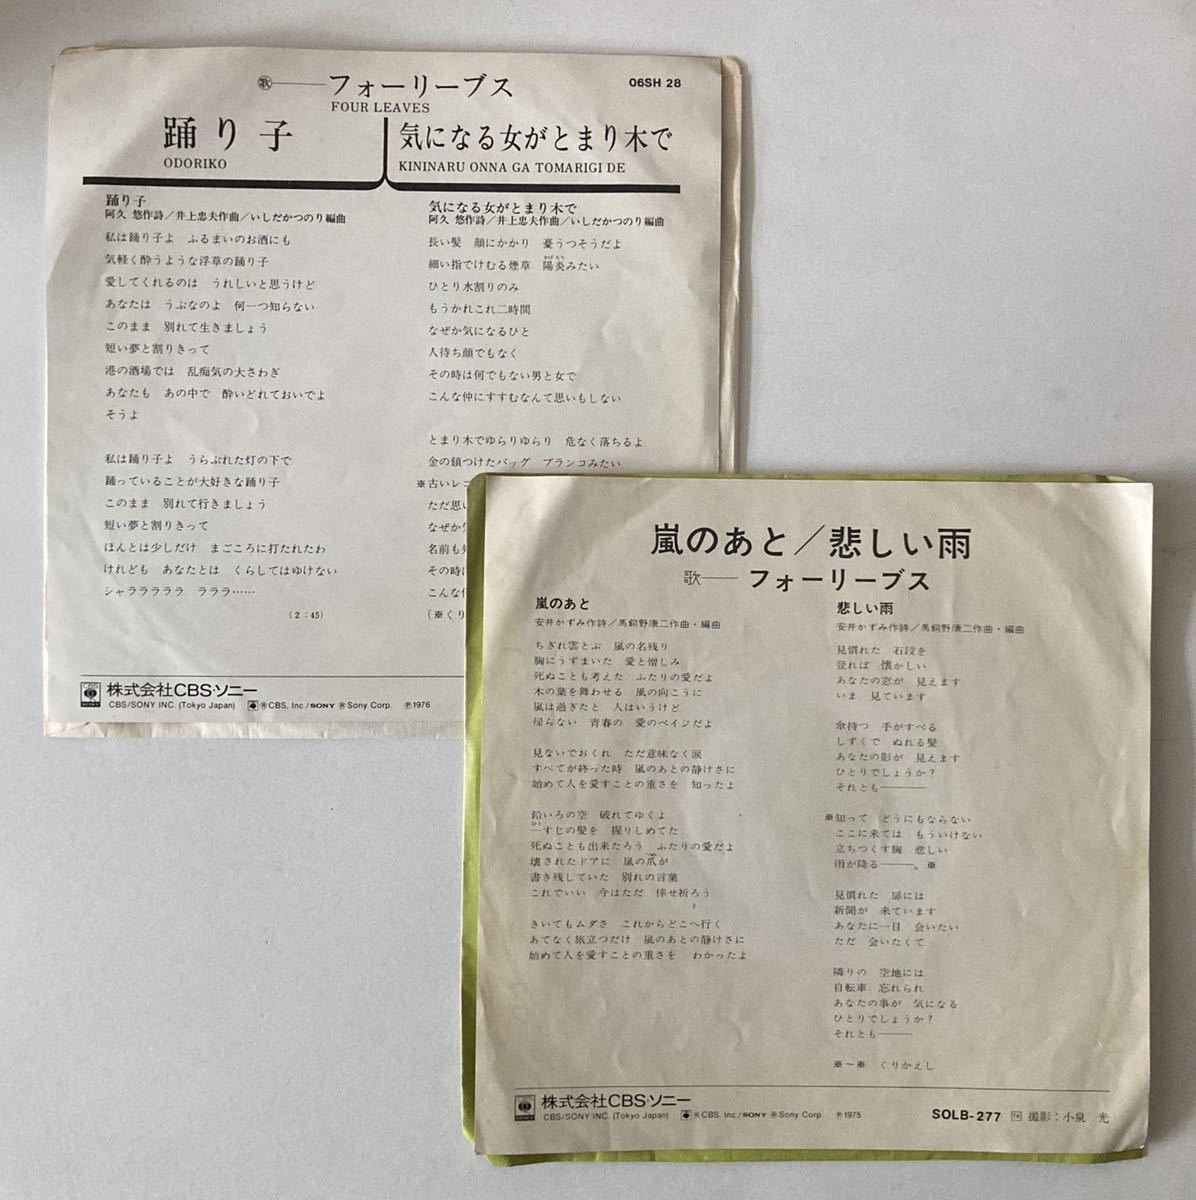 歌──フォーリーブス
FOUR LEAVES
06SH 28
踊り子
ODORIKO
気になる女がとまり木で
KININARU ONNA GA TOMARIGI DE
踊り子
阿久 悠作詩/井上忠夫作曲/いしだかつのり編曲
私は踊り子よ ふるまいのお酒にも
気軽く酔うような浮草の踊り子
愛してくれるのは うれしいと思うけど
あなたは うぶなのよ 何一つ知らない
このまま 別れて生きましょう
短い夢と割りきって
港の酒場では 乱痴気の大さわぎ
あなたも あの中で 酔いどれておいでよ
そうよ
私は踊り子よ うらぶれた灯の下で
踊っていることが大好きな踊り子
このまま 別れて行きましょう
短い夢と割りきって
ほんとは少しだけ まごころに打たれたわ
けれども あなたとは くらしてはゆけない
シャラララララ ラララ……
(2:45)
気になる女がとまり木で
阿久 悠作詩/井上忠夫作曲/いしだかつのり編曲
長い髪 顔にかかり 憂うつそうだよ
細い指でけむる煙草 陽炎みたい
かげろう
ひとり水割りのみ
もうかれこれ二時間
なぜか気になるひと
人待ち顔でもなく
その時は何でもない男と女で
こんな仲にすすむなんて思いもしない
とまり木でゆらりゆらり 危なく落ちるよ
金の鎖つけたバッグ ブランコみたい
※古いレコ
ただ思い
なぜか気
名前も知
その時に
こんな仲
(※くり
CBS SONY 株式会社CBS・ソニー
CBS/SONY INC. (Tokyo Japan) ®CBS, Inc/SONY ®Sony Corp. Ⓟ1976
嵐のあと/悲しい雨
歌──フォーリーブス
嵐のあと
安井かずみ作詩/馬飼野康二作曲・編曲
ちぎれ雲とぶ 嵐の名残り
胸にうずまいた 愛と憎しみ
死ぬことも考えた ふたりの愛だよ
木の葉を舞わせる 風の向こうに
嵐は過ぎたと 人はいうけど
帰らない 青春の 愛のページだよ
見ないでおくれ ただ意味なく涙
すべてが終った時 嵐のあとの静けさに
始めて人を愛すことの重さを 知ったよ
鉛いろの空 破れてゆくよ
一すじの髪を 握りしめてた
ひと
死ぬことも出来たろう ふたりの愛だよ
壊されたドアに 嵐の爪が
つめ
書き残していた 別れの言葉
これでいい 今はただ 倖せ祈ろう
きいてもムダさ これからどこへ行く
あてなく旅立つだけ 嵐のあとの静けさに
始めて人を愛すことの重さを わかったよ
悲しい雨
安井かずみ作詩/馬飼野康二作曲・編曲
見慣れた 石段を
登れば 懐かしい
あなたの窓が 見えます
いま 見ています
傘持つ 手がすべる
しずくで ぬれる髪
あなたの影が 見えます
ひとりでしょうか?
それとも───
※知って どうにもならない
ここに来ては もういけない
立ちつくす胸 悲しい
雨が降る───。※
見慣れた 扉には
新聞が 来ています
あなたに一目 会いたい
ただ 会いたくて
隣りの 空地には
自転車 忘れられ
あなたの事が 気になる
ひとりでしょうか?
それとも───
※〜※ くりかえし
CBS SONY 株式会社CBS・ソニー
CBS/SONY INC. (Tokyo Japan) ®CBS, Inc/SONY ®Sony Corp. Ⓟ1975
SOLB-277 撮影:小泉 光